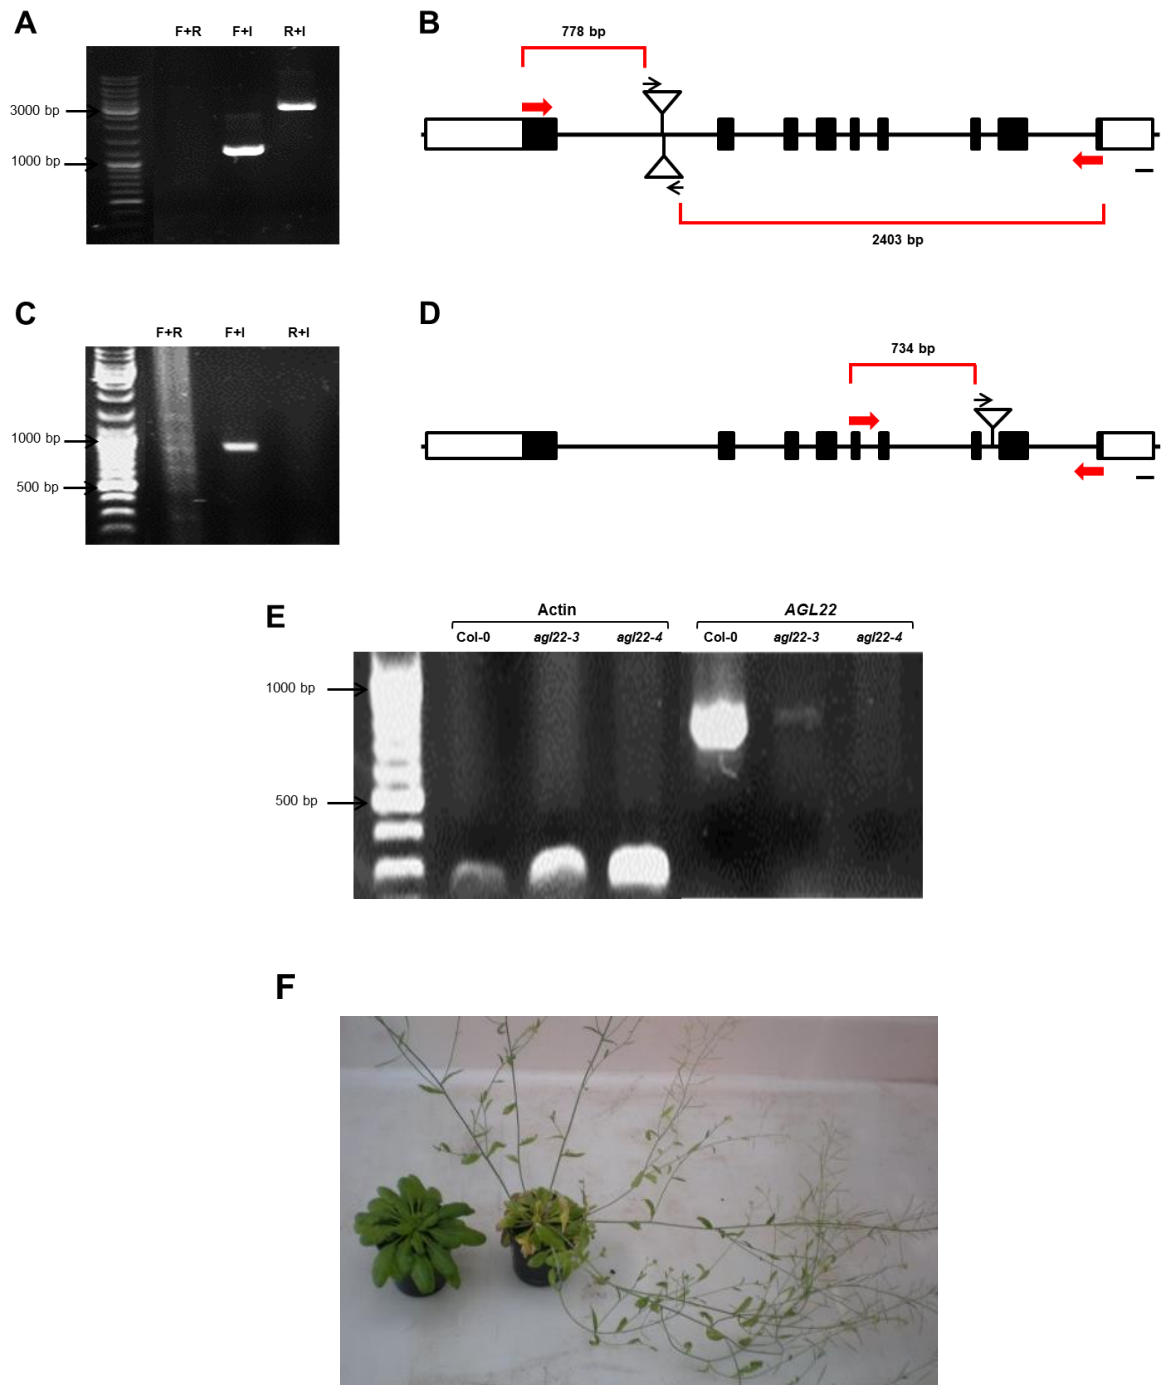 A
F+R F+I R+I
3000 bp
1000 bp
B
778 bp
2403 bp
C
F+R F+I R+I
1000 bp
500 bp
D
734 bp
E
Actin AGL22
Col-0 agl22-3 agl22-4 Col-0 agl22-3 agl22-4
1000 bp
500 bp
F